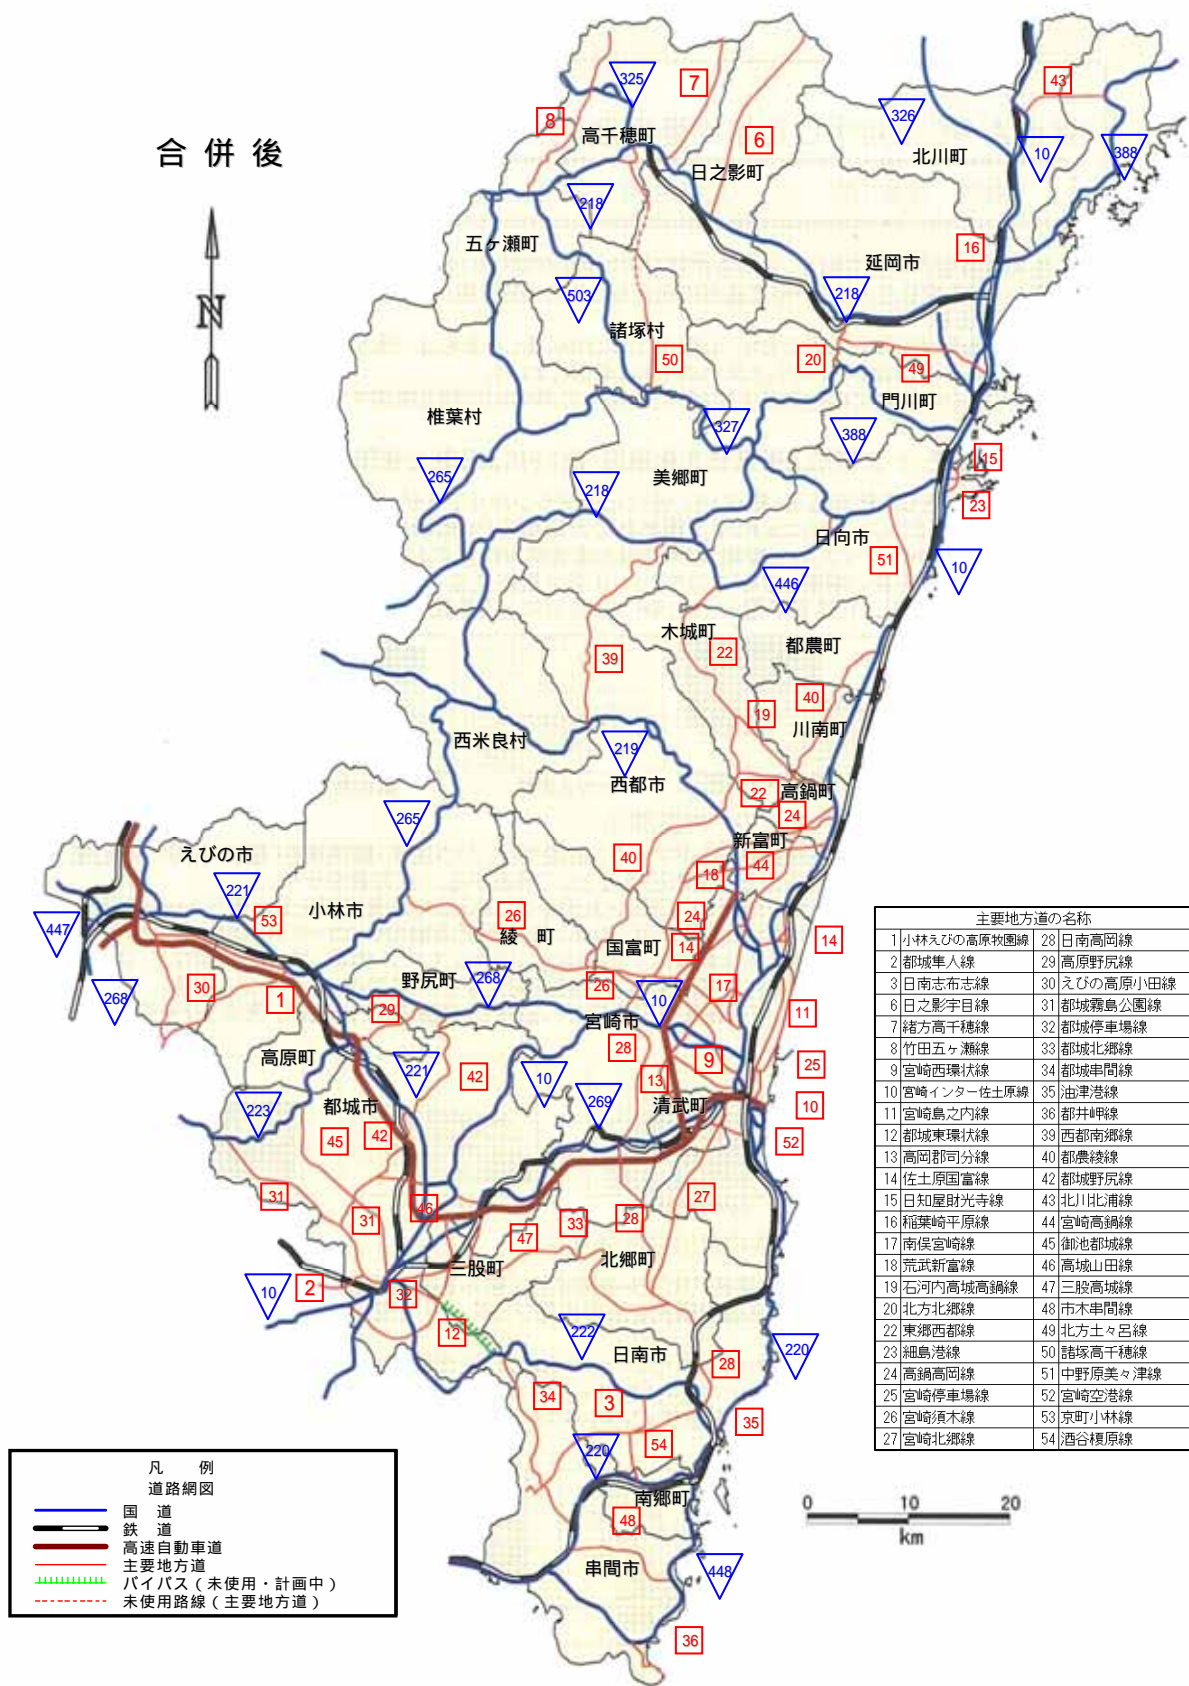 合併後
N
325
7
43
8
326
高千穂町
6
北川町
10
388
日之影町
218
五ヶ瀬町
16
延岡市
503
218
諸塚村
50
20
49
門川町
椎葉村
327
388
15
265
美郷町
218
23
日向市
51
10
446
木城町
都農町
39
22
40
19
川南町
西米良村
219
西都市
22
高鍋町
24
265
新富町
えびの市
40
44
18
221
小林市
53
26
24
447
綾町
国富町
14
14
野尻町
268
26
17
30
268
1
10
29
宮崎市
11
28
高原町
9
25
221
42
10
13
都城市
清武町
10
223
269
45
42
52
31
27
46
31
33
28
47
北郷町
三股町
2
10
32
12
222
日南市
220
28
34
3
35
220
54
南郷町
48
串間市
448
36
主要地方道の名称
1 小林えびの高原牧園線 28 日南高岡線
2 都城隼人線 29 高原野尻線
3 日南志布志線 30 えびの高原小田線
6 日之影宇目線 31 都城霧島公園線
7 緒方高千穂線 32 都城停車場線
8 竹田五ヶ瀬線 33 都城北郷線
9 宮崎西環状線 34 都城串間線
10 宮崎インター佐土原線 35 油津港線
11 宮崎島之内線 36 都井岬線
12 都城東環状線 39 西都南郷線
13 高岡郡司分線 40 都農綾線
14 佐土原国富線 42 都城野尻線
15 日知屋財光寺線 43 北川北浦線
16 稲葉崎平原線 44 宮崎高鍋線
17 南俣宮崎線 45 御池都城線
18 荒武新富線 46 高城山田線
19 石河内高城高鍋線 47 三股高城線
20 北方北郷線 48 市木串間線
22 東郷西都線 49 北方土々呂線
23 細島港線 50 諸塚高千穂線
24 高鍋高岡線 51 中野原美々津線
25 宮崎停車場線 52 宮崎空港線
26 宮崎須木線 53 京町小林線
27 宮崎北郷線 54 酒谷榎原線
凡例
道路網図
国道
鉄道
高速自動車道
主要地方道
バイパス（未使用・計画中）
未使用路線（主要地方道）
0 10 20
km